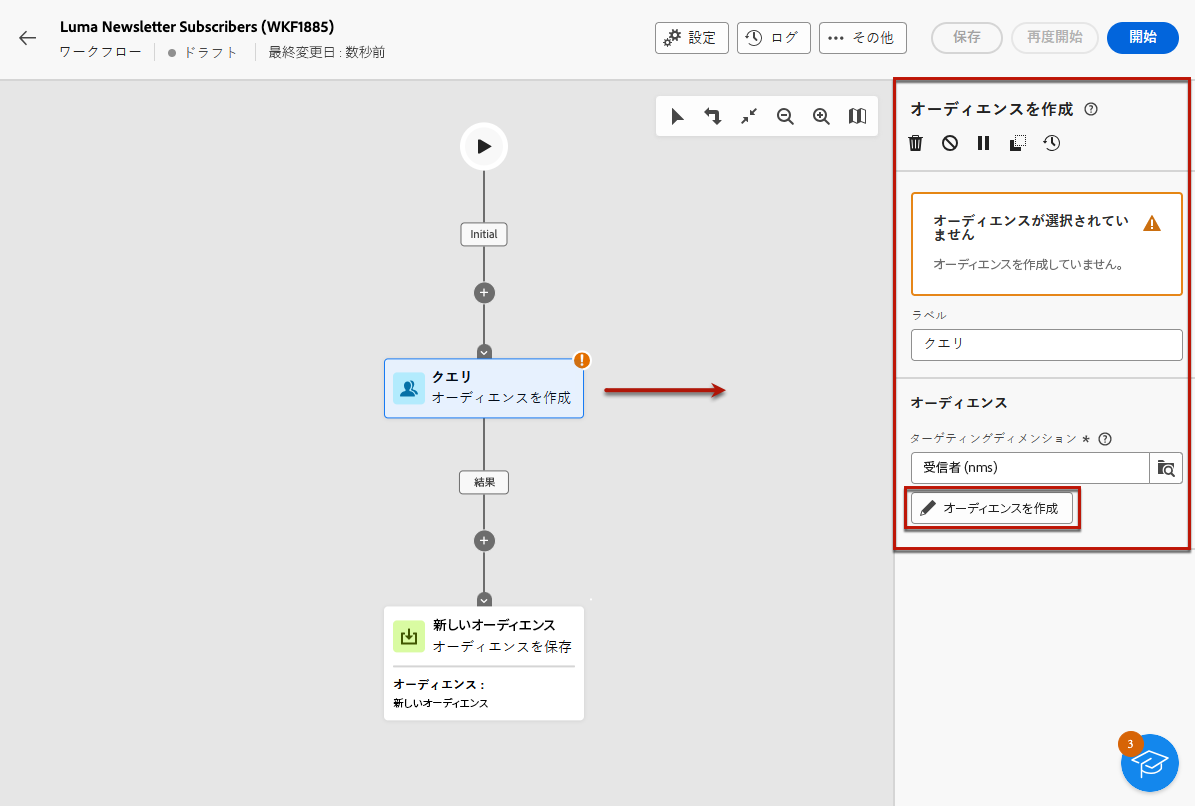 Luma Newsletter Subscribers (WKF1885)
ワークフロー ドラフト 最終変更日 : 数秒前
設定 ログ その他 保存 再度開始 開始
Initial
クエリ
オーディエンスを作成
結果
新しいオーディエンス
オーディエンスを保存
オーディエンス :
新しいオーディエンス
オーディエンスを作成
オーディエンスが選択されてい
ません
オーディエンスを作成していません。
ラベル
クエリ
オーディエンス
ターゲティングディメンション *
受信者 (nms)
オーディエンスを作成
3